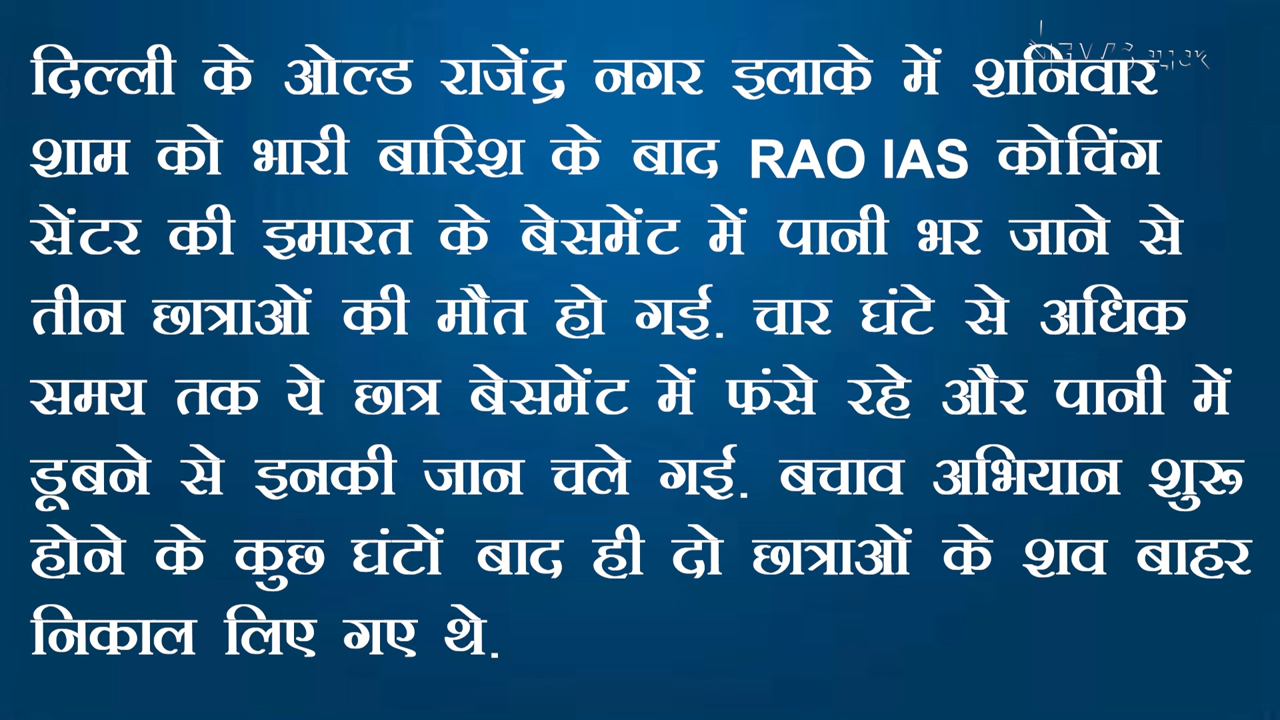 दिल्ली के ओल्ड राजेंद्र नगर इलाके में शनिवार
शाम को भारी बारिश के बाद RAO IAS कोचिंग
सेंटर की इमारत के बेसमेंट में पानी भर जाने से
तीन छात्राओं की मौत हो गई. चार घंटे से अधिक
समय तक ये छात्र बेसमेंट में फंसे रहे और पानी में
डूबने से इनकी जान चले गई. बचाव अभियान शुरू
होने के कुछ घंटों बाद ही दो छात्राओं के शव बाहर
निकाल लिए गए थे.